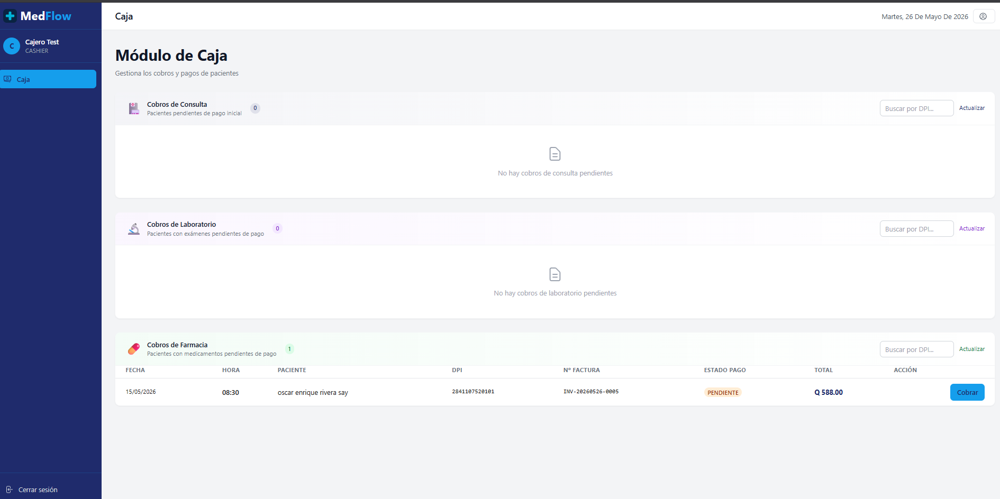 MedFlow
Caja
Martes, 26 De Mayo De 2026
C
Cajero Test
CASHIER
Caja
Módulo de Caja
Gestiona los cobros y pagos de pacientes
Cobros de Consulta
Pacientes pendientes de pago inicial
0
Buscar por DPI...
Actualizar
No hay cobros de consulta pendientes
Cobros de Laboratorio
Pacientes con exámenes pendientes de pago
0
Buscar por DPI...
Actualizar
No hay cobros de laboratorio pendientes
Cobros de Farmacia
Pacientes con medicamentos pendientes de pago
1
Buscar por DPI...
Actualizar
FECHA HORA PACIENTE DPI Nº FACTURA ESTADO PAGO TOTAL ACCIÓN
15/05/2026 08:30 oscar enrique rivera say 2841107520101 INV-20260526-0005 PENDIENTE Q 588.00 Cobrar
Cerrar sesión